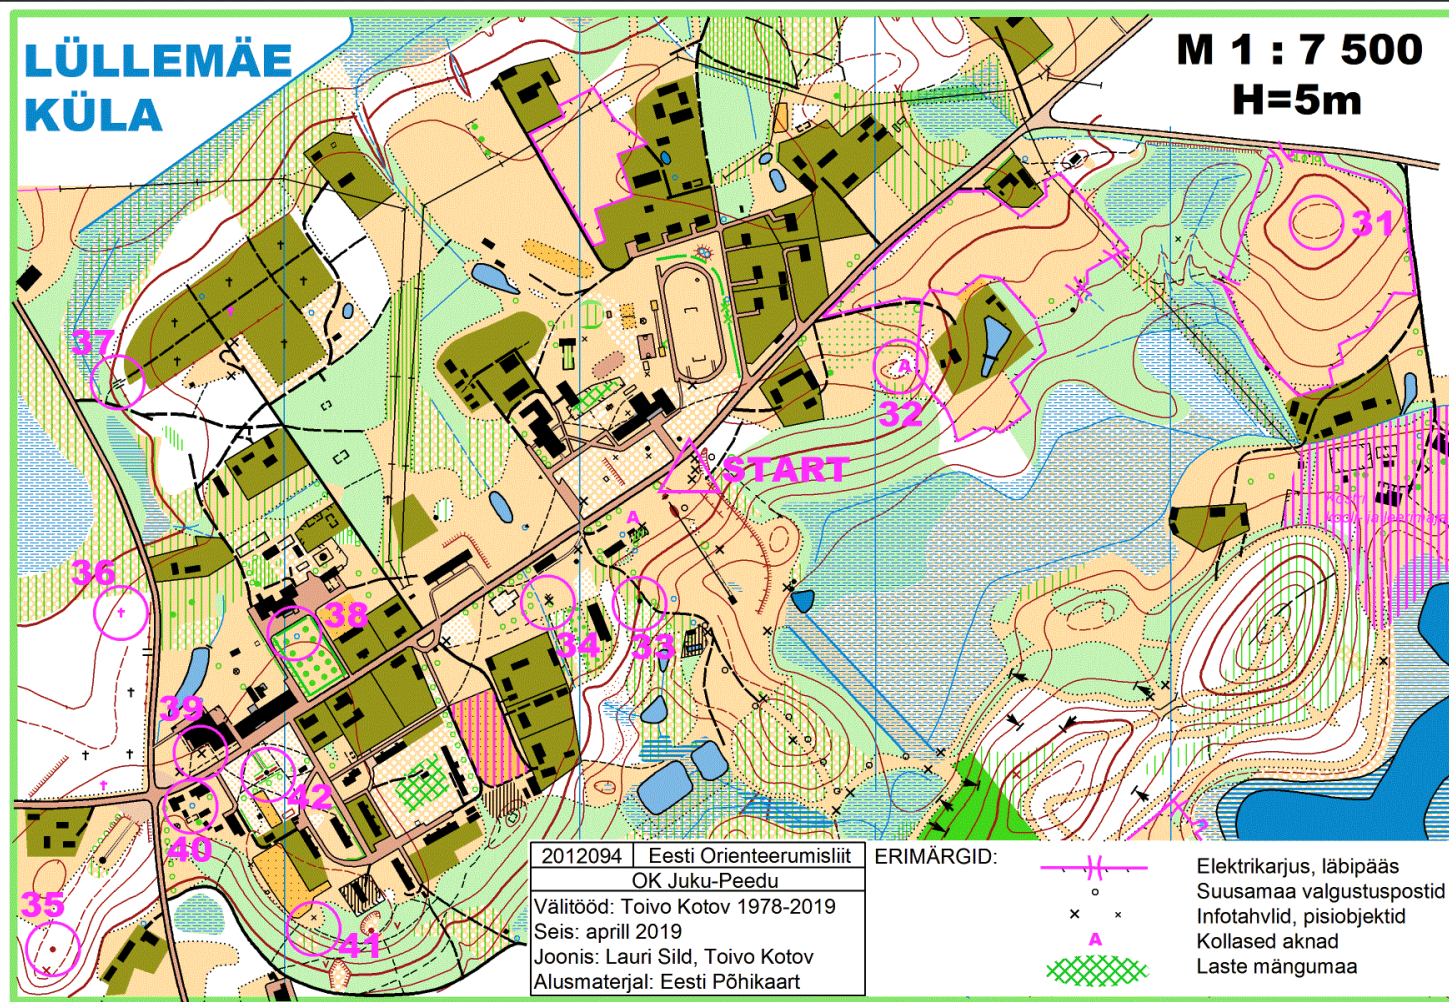 LÜLLEMÄE
KÜLA
M 1 : 7 500
H=5m
31
37
32
START
36
38
34
33
39
42
40
35
41
2012094 Eesti Orienteerumisliit
OK Juku-Peedu
Välitööd: Toivo Kotov 1978-2019
Seis: aprill 2019
Joonis: Lauri Sild, Toivo Kotov
Alusmaterjal: Eesti Põhikaart
ERIMÄRGID:
Elektrikarjus, läbipääs
Suusamaa valgustuspostid
Infotahvlid, pisiobjektid
A Kollased aknad
Laste mängumaa